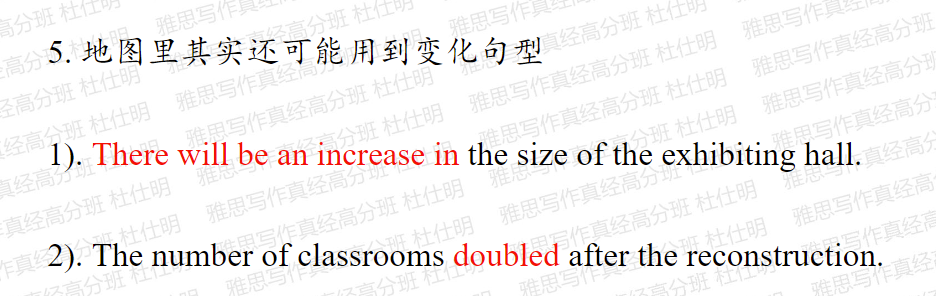 5. 地图里其实还可能用到变化句型
1). There will be an increase in the size of the exhibiting hall.
2). The number of classrooms doubled after the reconstruction.
雅思写作真经高分班 杜仕明